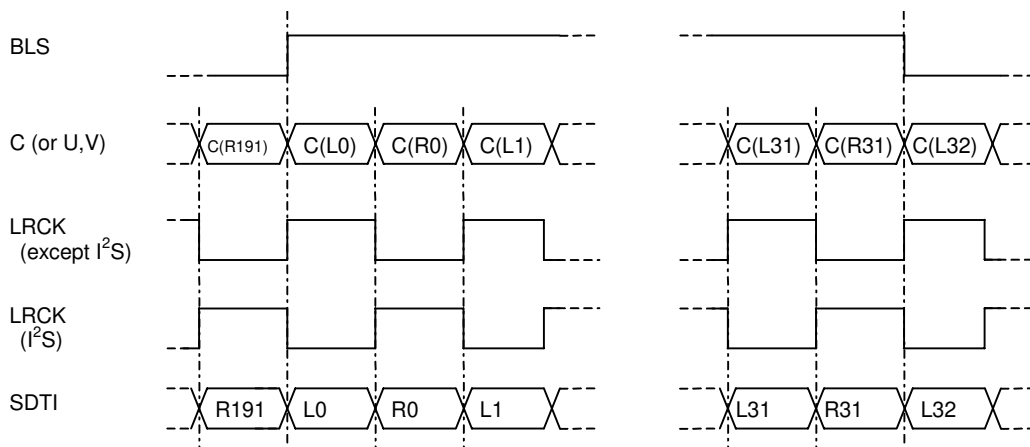 BLS
C (or U,V)
C(R191) C(L0) C(R0) C(L1) C(L31) C(R31) C(L32)
LRCK
(except I²S)
LRCK
(I²S)
SDTI
R191 L0 R0 L1 L31 R31 L32